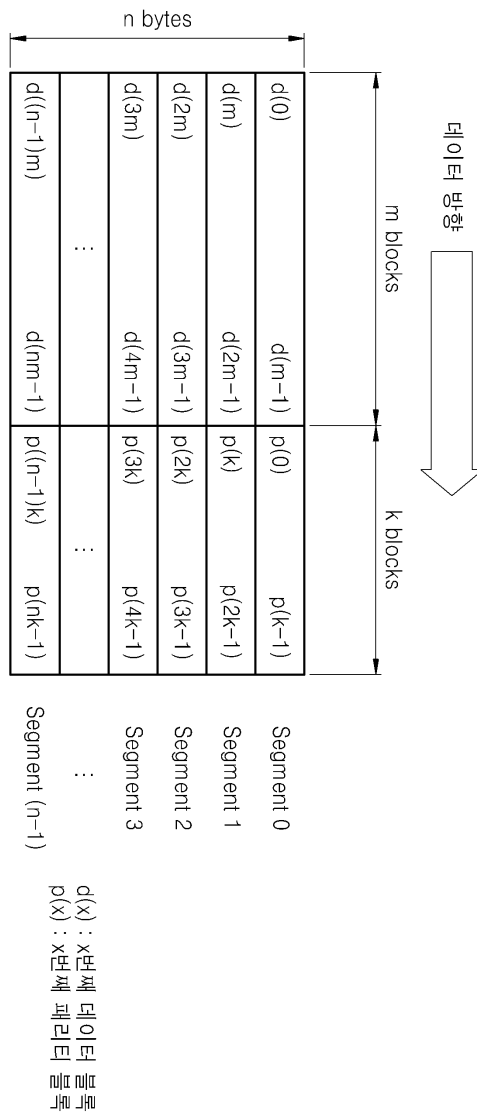 데이터 방향
m blocks
k blocks
n bytes
d(0) d(m-1) p(0) p(k-1) Segment 0
d(m) d(2m-1) p(k) p(2k-1) Segment 1
d(2m) d(3m-1) p(2k) p(3k-1) Segment 2
d(3m) d(4m-1) p(3k) p(4k-1) Segment 3
⋮ ⋮ ⋮
d((n-1)m) d(nm-1) p((n-1)k) p(nk-1) Segment (n-1)
d(x) : x번째 데이터 블록
p(x) : x번째 패리티 블록